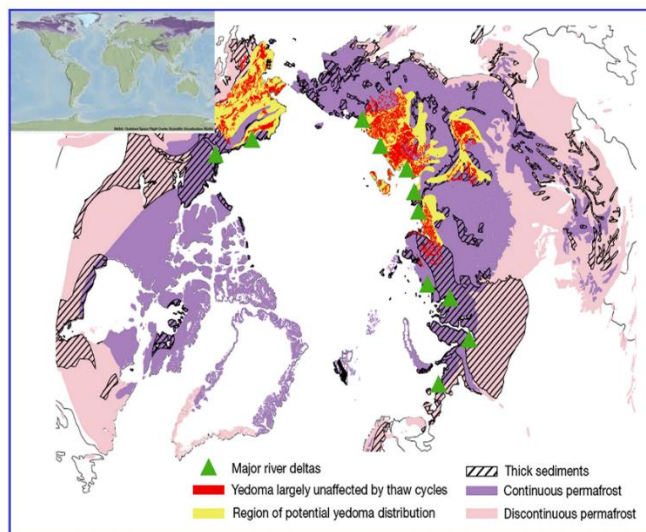 Major river deltas
Yedoma largely unaffected by thaw cycles
Region of potential yedoma distribution
Thick sediments
Continuous permafrost
Discontinuous permafrost